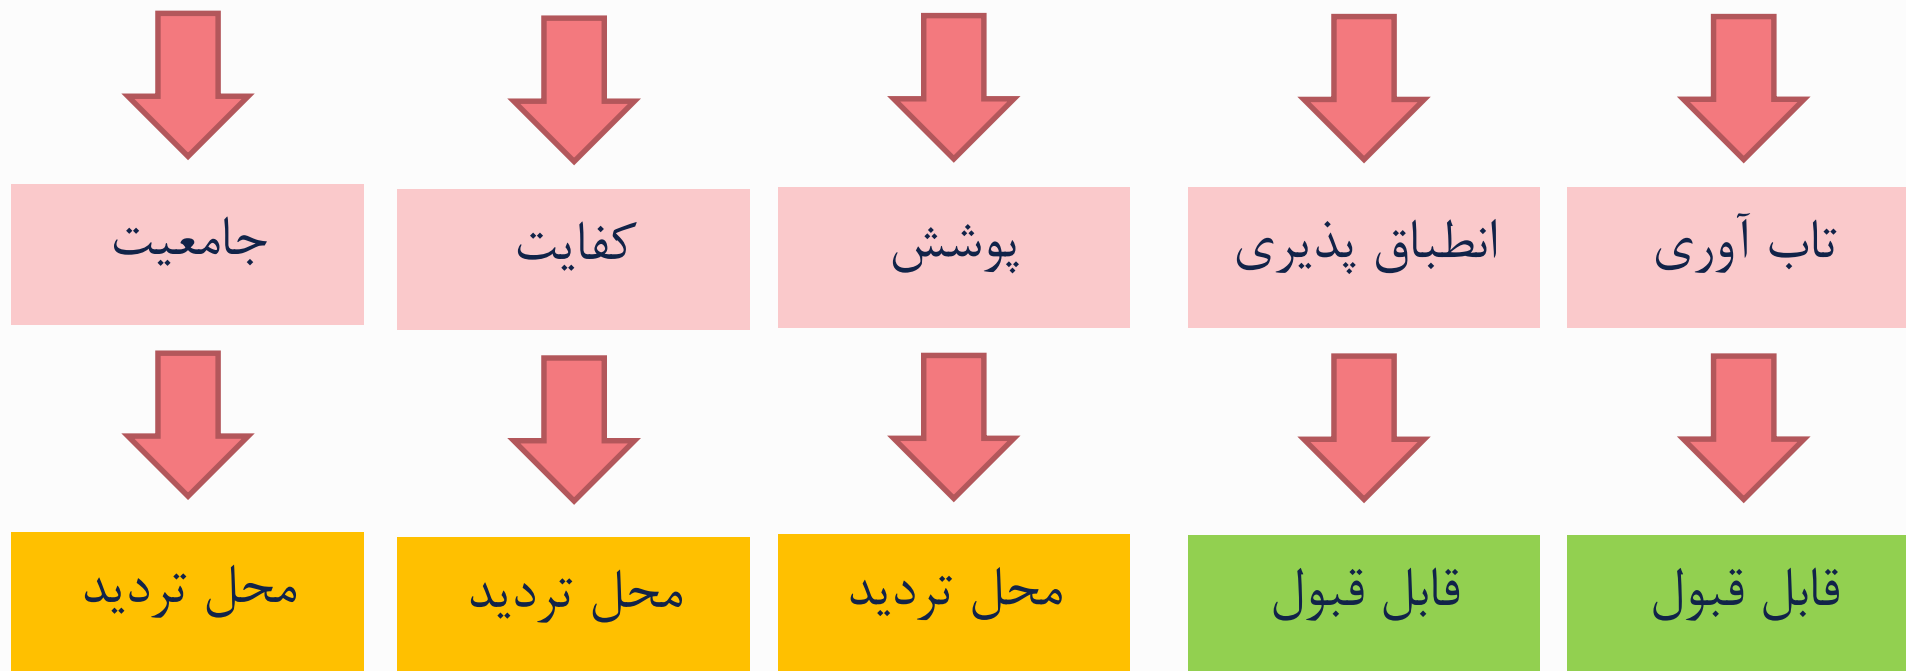 تاب آوری
انطباق پذیری
پوشش
کفایت
جامعیت
قابل قبول
قابل قبول
محل تردید
محل تردید
محل تردید